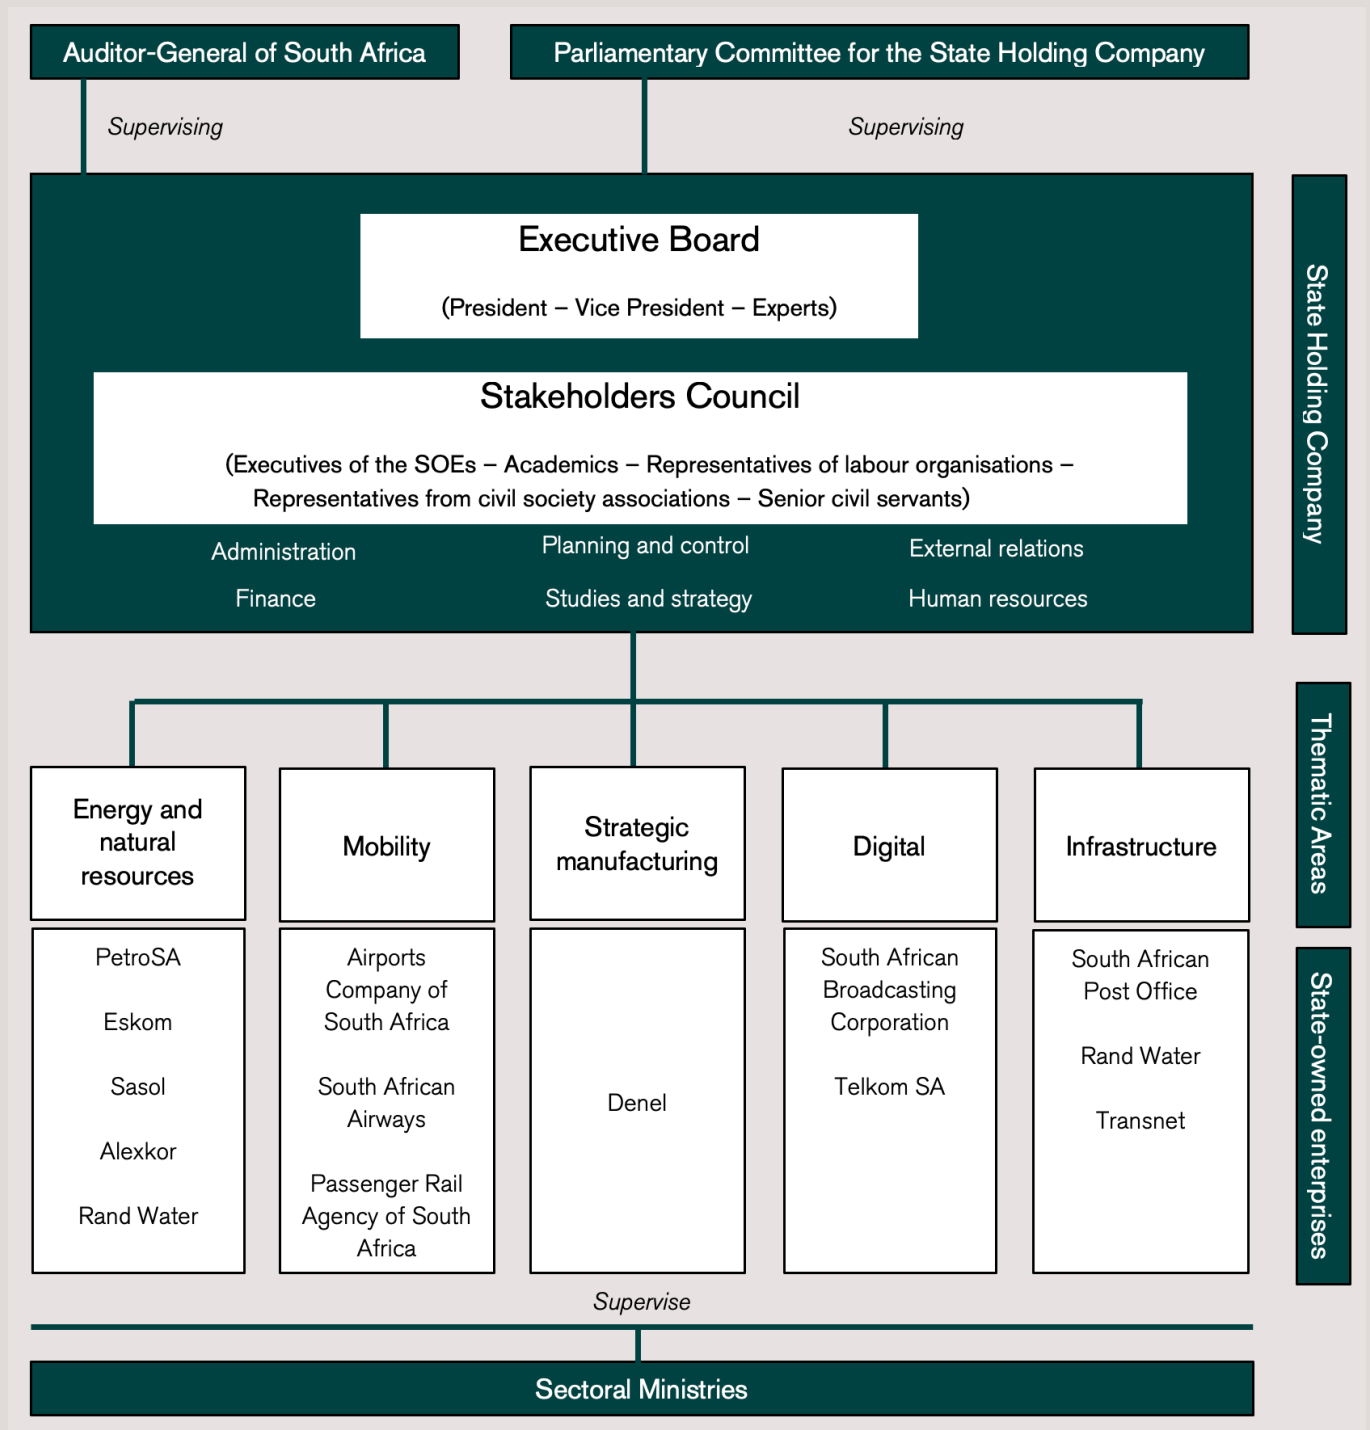 Auditor-General of South Africa
Parliamentary Committee for the State Holding Company
Supervising
Supervising
Executive Board
(President – Vice President – Experts)
Stakeholders Council
(Executives of the SOEs – Academics – Representatives of labour organisations –
Representatives from civil society associations – Senior civil servants)
Administration
Planning and control
External relations
Finance
Studies and strategy
Human resources
State Holding Company
Energy and
natural
resources
Mobility
Strategic
manufacturing
Digital
Infrastructure
Thematic Areas
PetroSA
Eskom
Sasol
Alexkor
Rand Water
Airports
Company of
South Africa
South African
Airways
Passenger Rail
Agency of South
Africa
Denel
South African
Broadcasting
Corporation
Telkom SA
South African
Post Office
Rand Water
Transnet
State-owned enterprises
Supervise
Sectoral Ministries